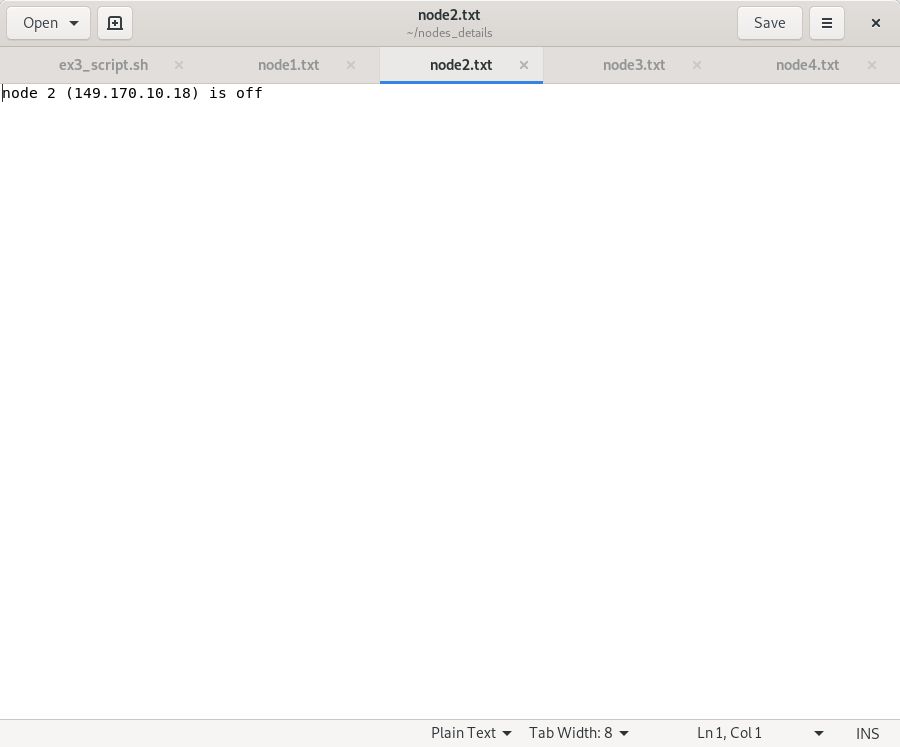 Open
node2.txt
~/nodes_details
Save
ex3_script.sh
node1.txt
node2.txt
node3.txt
node4.txt
node 2 (149.170.10.18) is off
Plain Text
Tab Width: 8
Ln 1, Col 1
INS